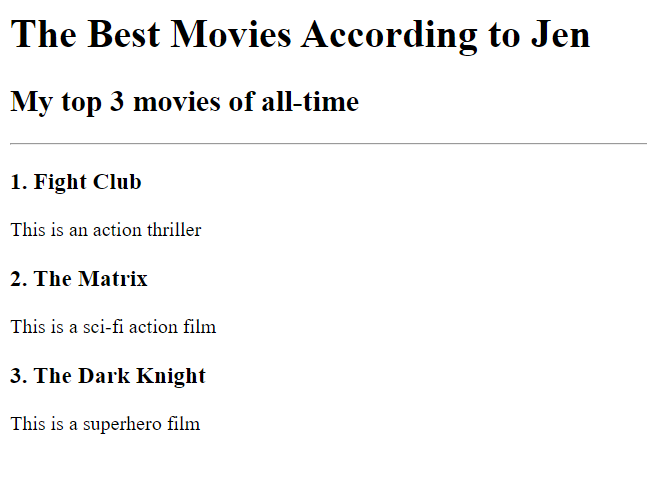 The Best Movies According to Jen
My top 3 movies of all-time
1. Fight Club
This is an action thriller
2. The Matrix
This is a sci-fi action film
3. The Dark Knight
This is a superhero film